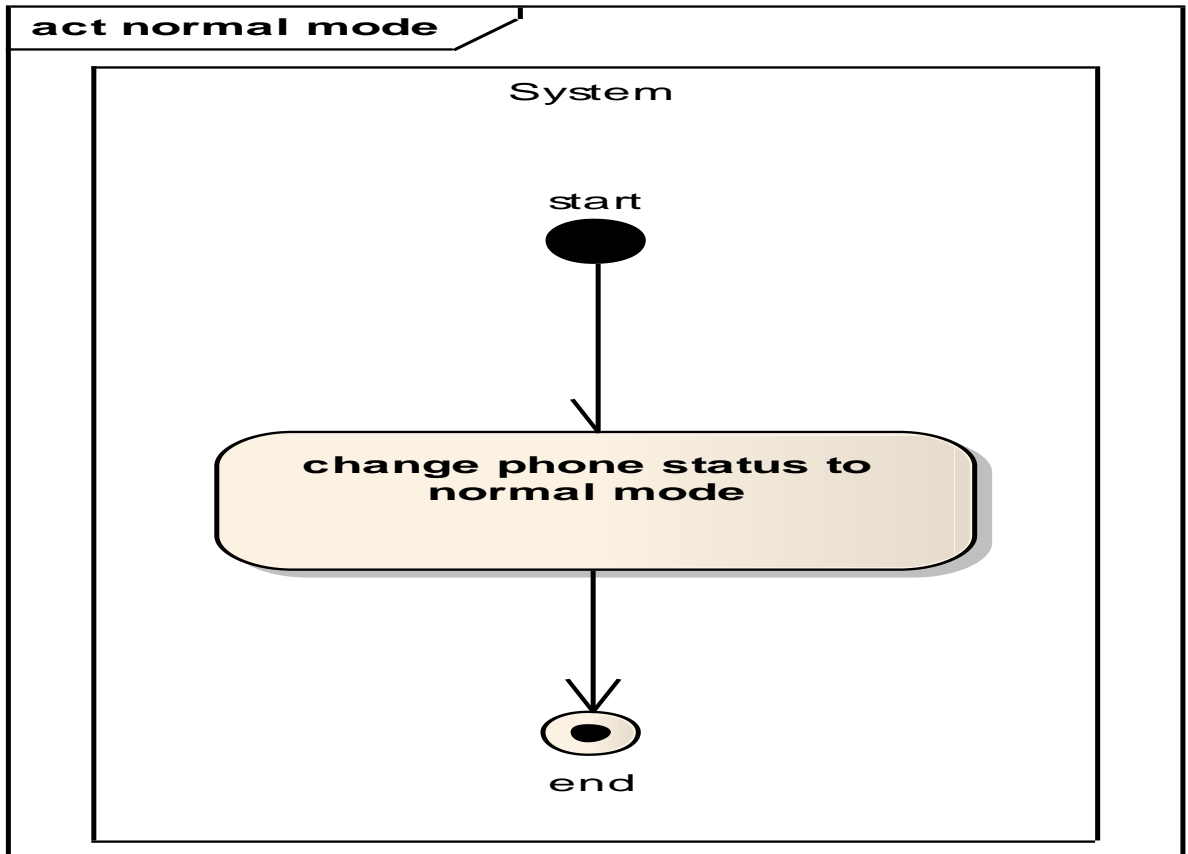 act normal mode
System
start
change phone status to
normal mode
end